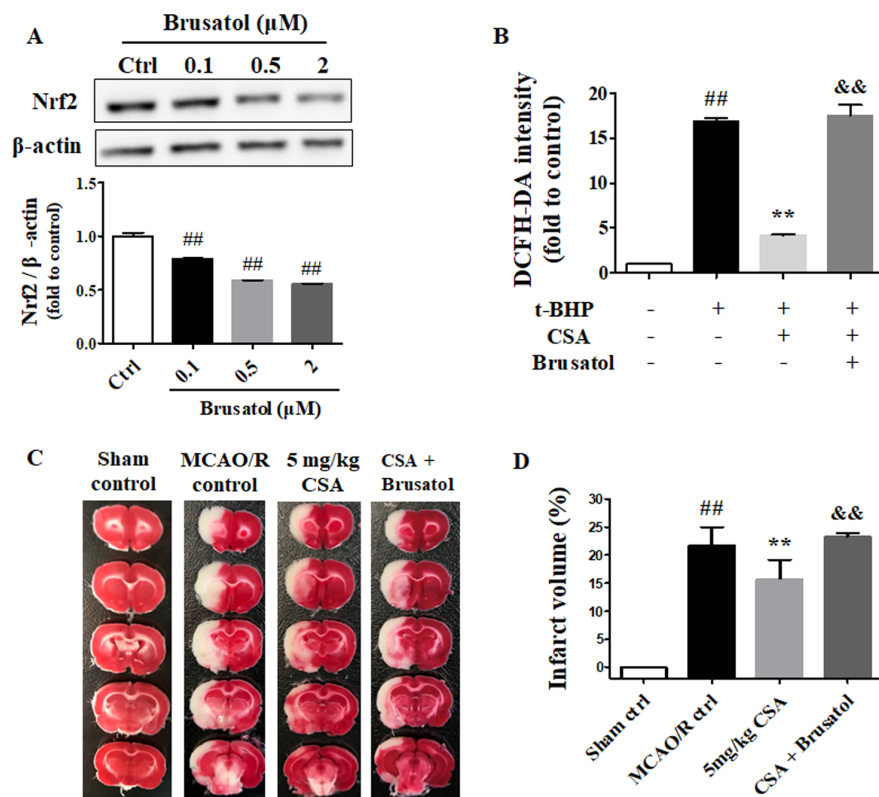 A
Brusatol (μM)
Ctrl 0.1 0.5 2
Nrf2
β-actin
Nrf2 / β -actin
(fold to control)
1.5
1.0
0.5
0.0
## ## ##
Ctrl 0.1 0.5 2
Brusatol (μM)
B
DCFH-DA intensity
(fold to control)
20
15
10
5
0
## ** &&
t-BHP - + + +
CSA - - + +
Brusatol - - - +
C
Sham
control
MCAO/R
control
5 mg/kg
CSA
CSA +
Brusatol
D
Infarct volume (%)
30
25
20
15
10
5
0
## ** &&
Sham ctrl
MCAO/R ctrl
5mg/kg CSA
CSA + Brusatol